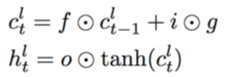 c_t^l = f ⊙ c_{t-1}^l + i ⊙ g
h_t^l = o ⊙ tanh(c_t^l)